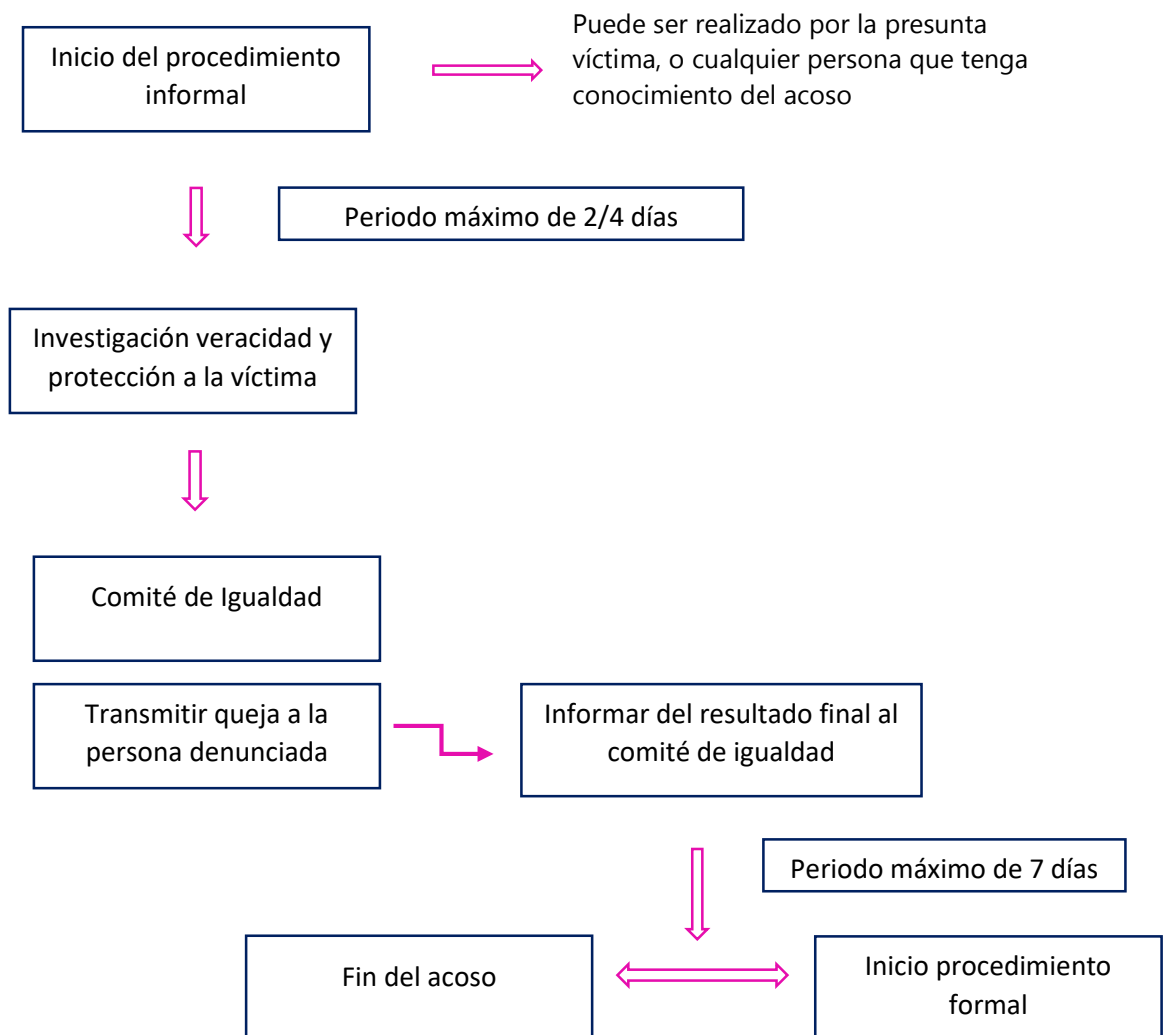 Inicio del procedimiento
informal
Puede ser realizado por la presunta
víctima, o cualquier persona que tenga
conocimiento del acoso
Periodo máximo de 2/4 días
Investigación veracidad y
protección a la víctima
Comité de Igualdad
Transmitir queja a la
persona denunciada
Informar del resultado final al
comité de igualdad
Periodo máximo de 7 días
Fin del acoso
Inicio procedimiento
formal